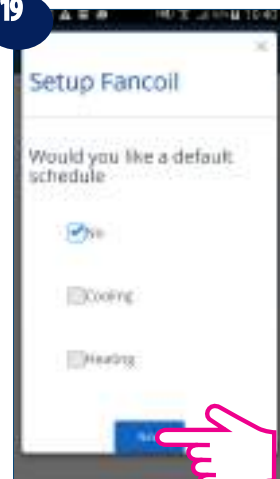 19
Setup Fancoil
Would you like a default
schedule
No
Cooling
Heating